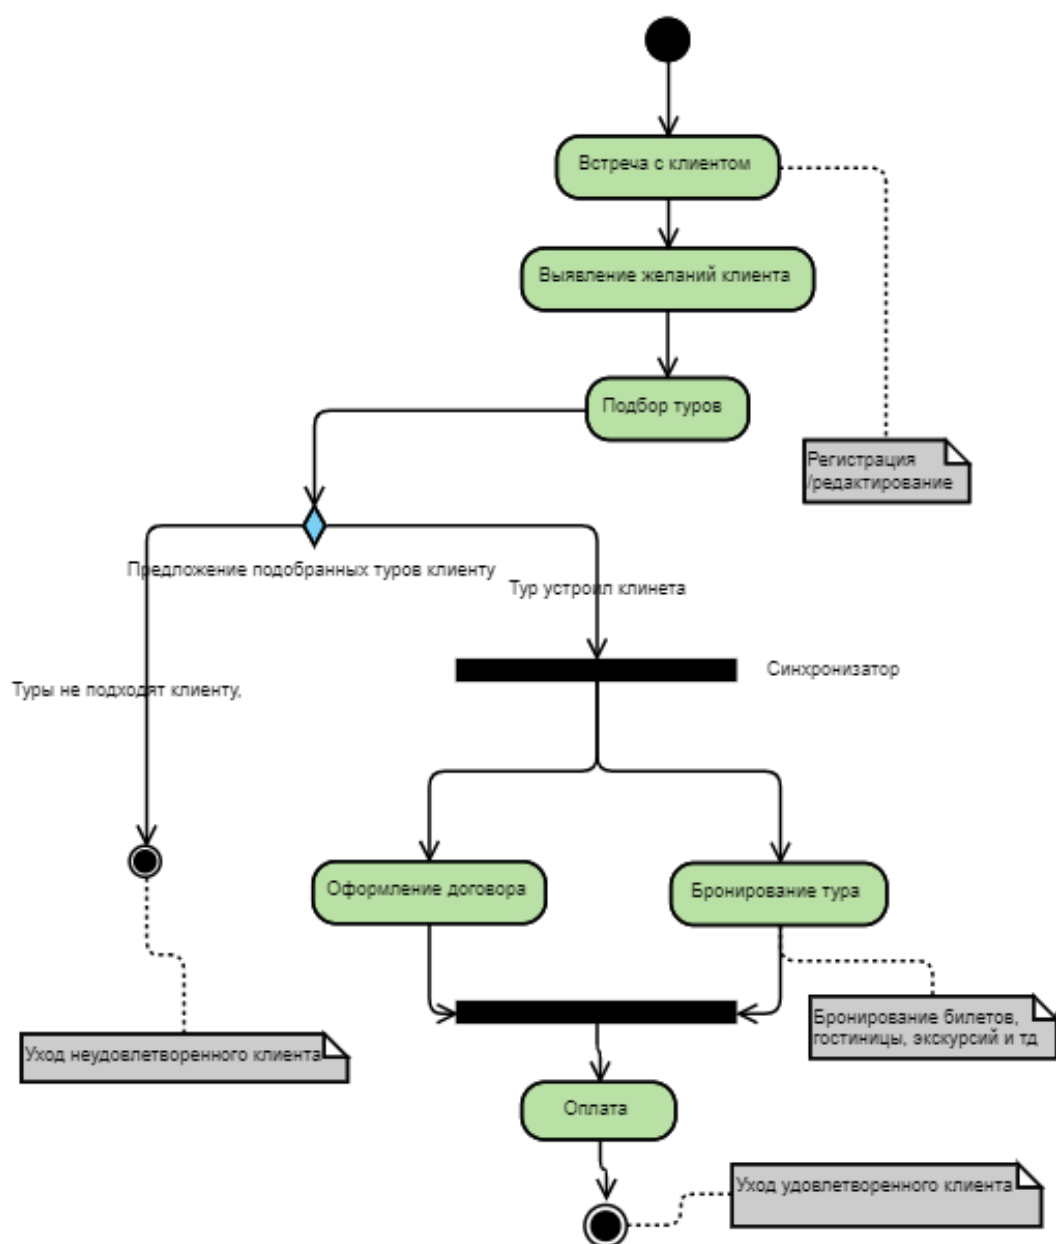 Встреча с клиентом
Выявление желаний клиента
Подбор туров
Регистрация
/редактирование
Предложение подобранных туров клиенту
Тур устроил клинета
Синхронизатор
Туры не подходят клиенту,
Оформление договора
Бронирование тура
Бронирование билетов,
гостиницы, экскурсий и тд
Уход неудовлетворенного клиента
Оплата
Уход удовлетворенного клиента